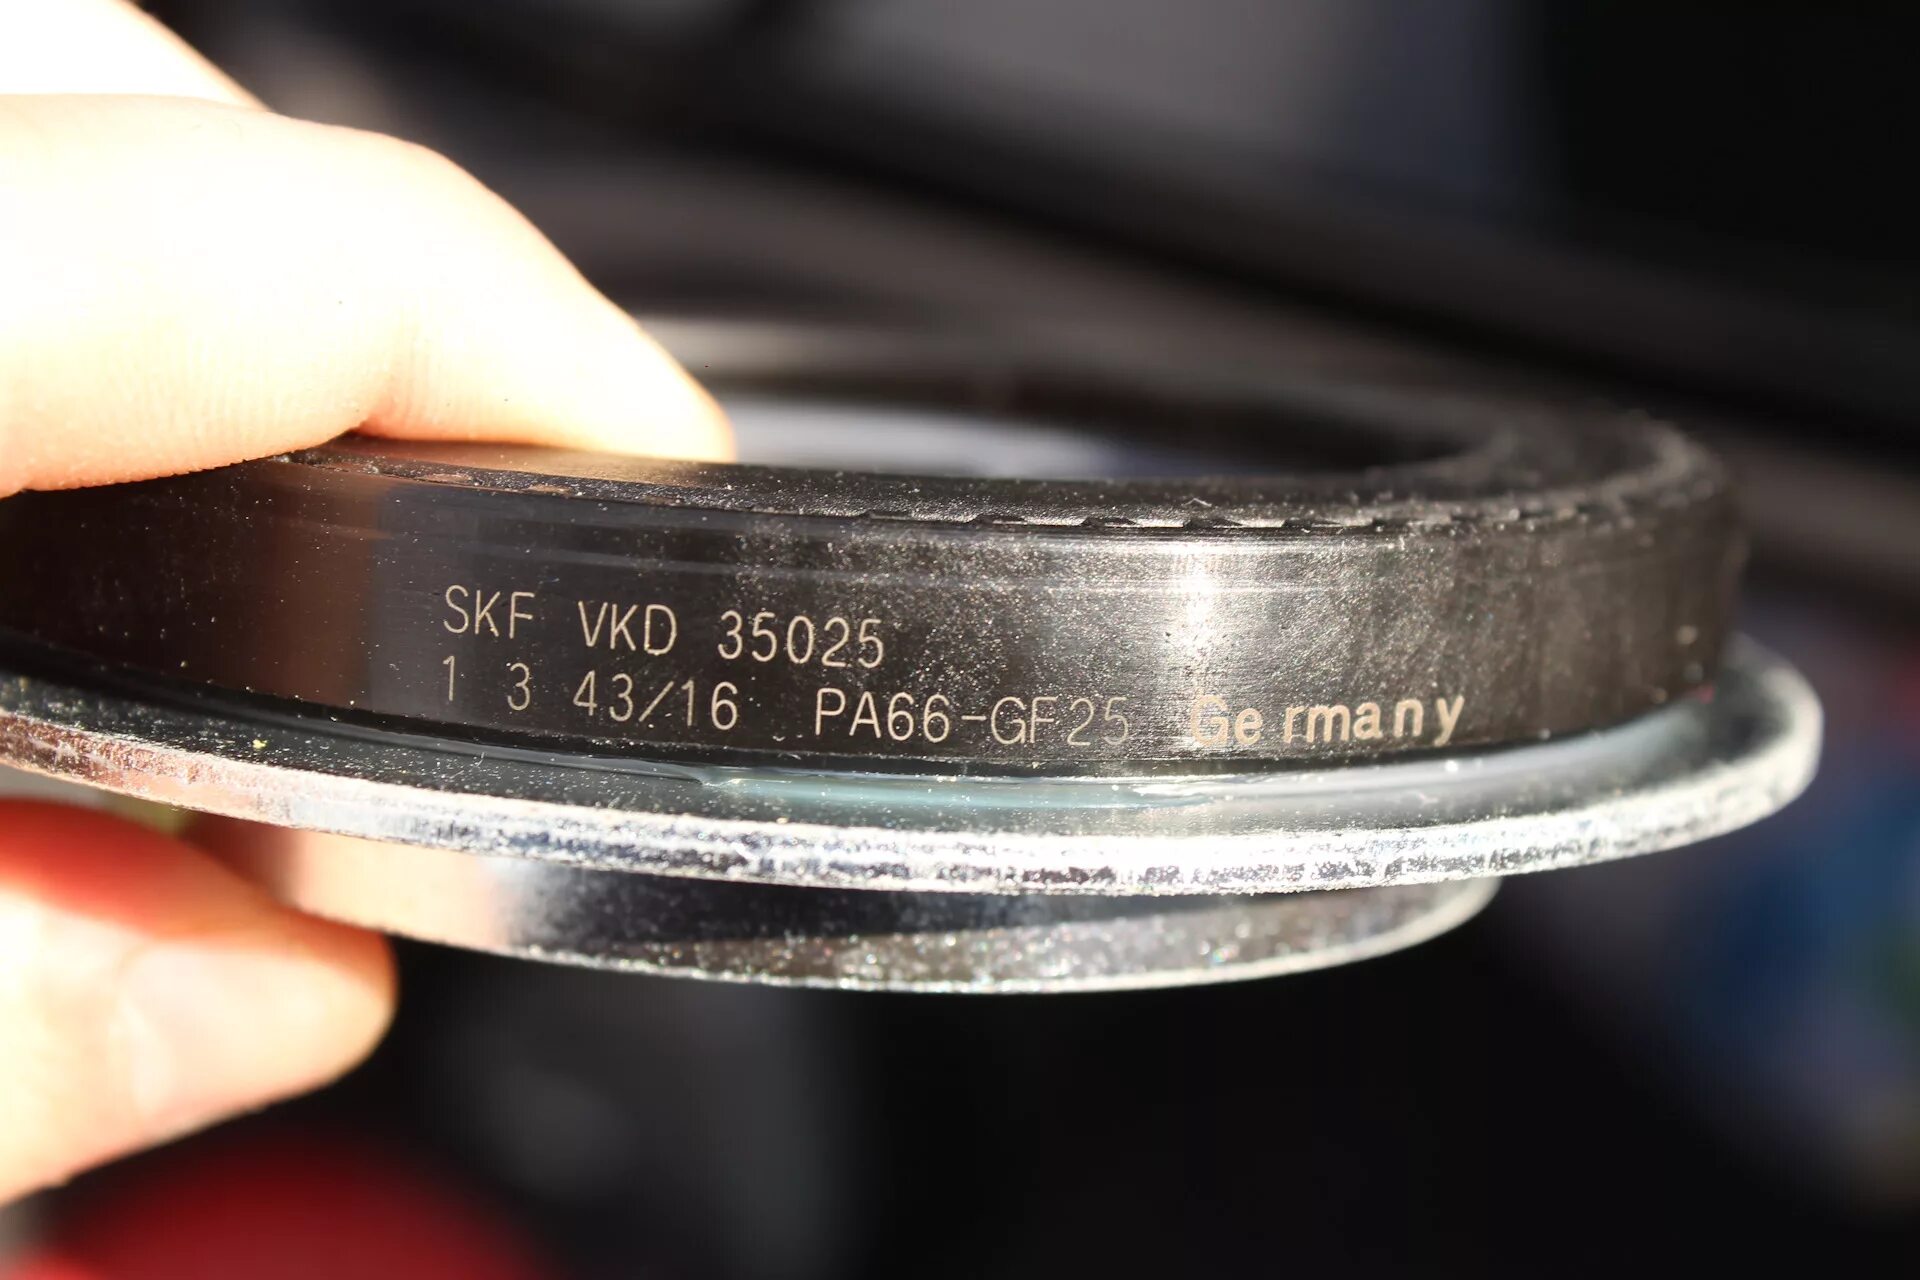 SKF VKD 35025
1 3 43/16 PA66-GF25 Germany